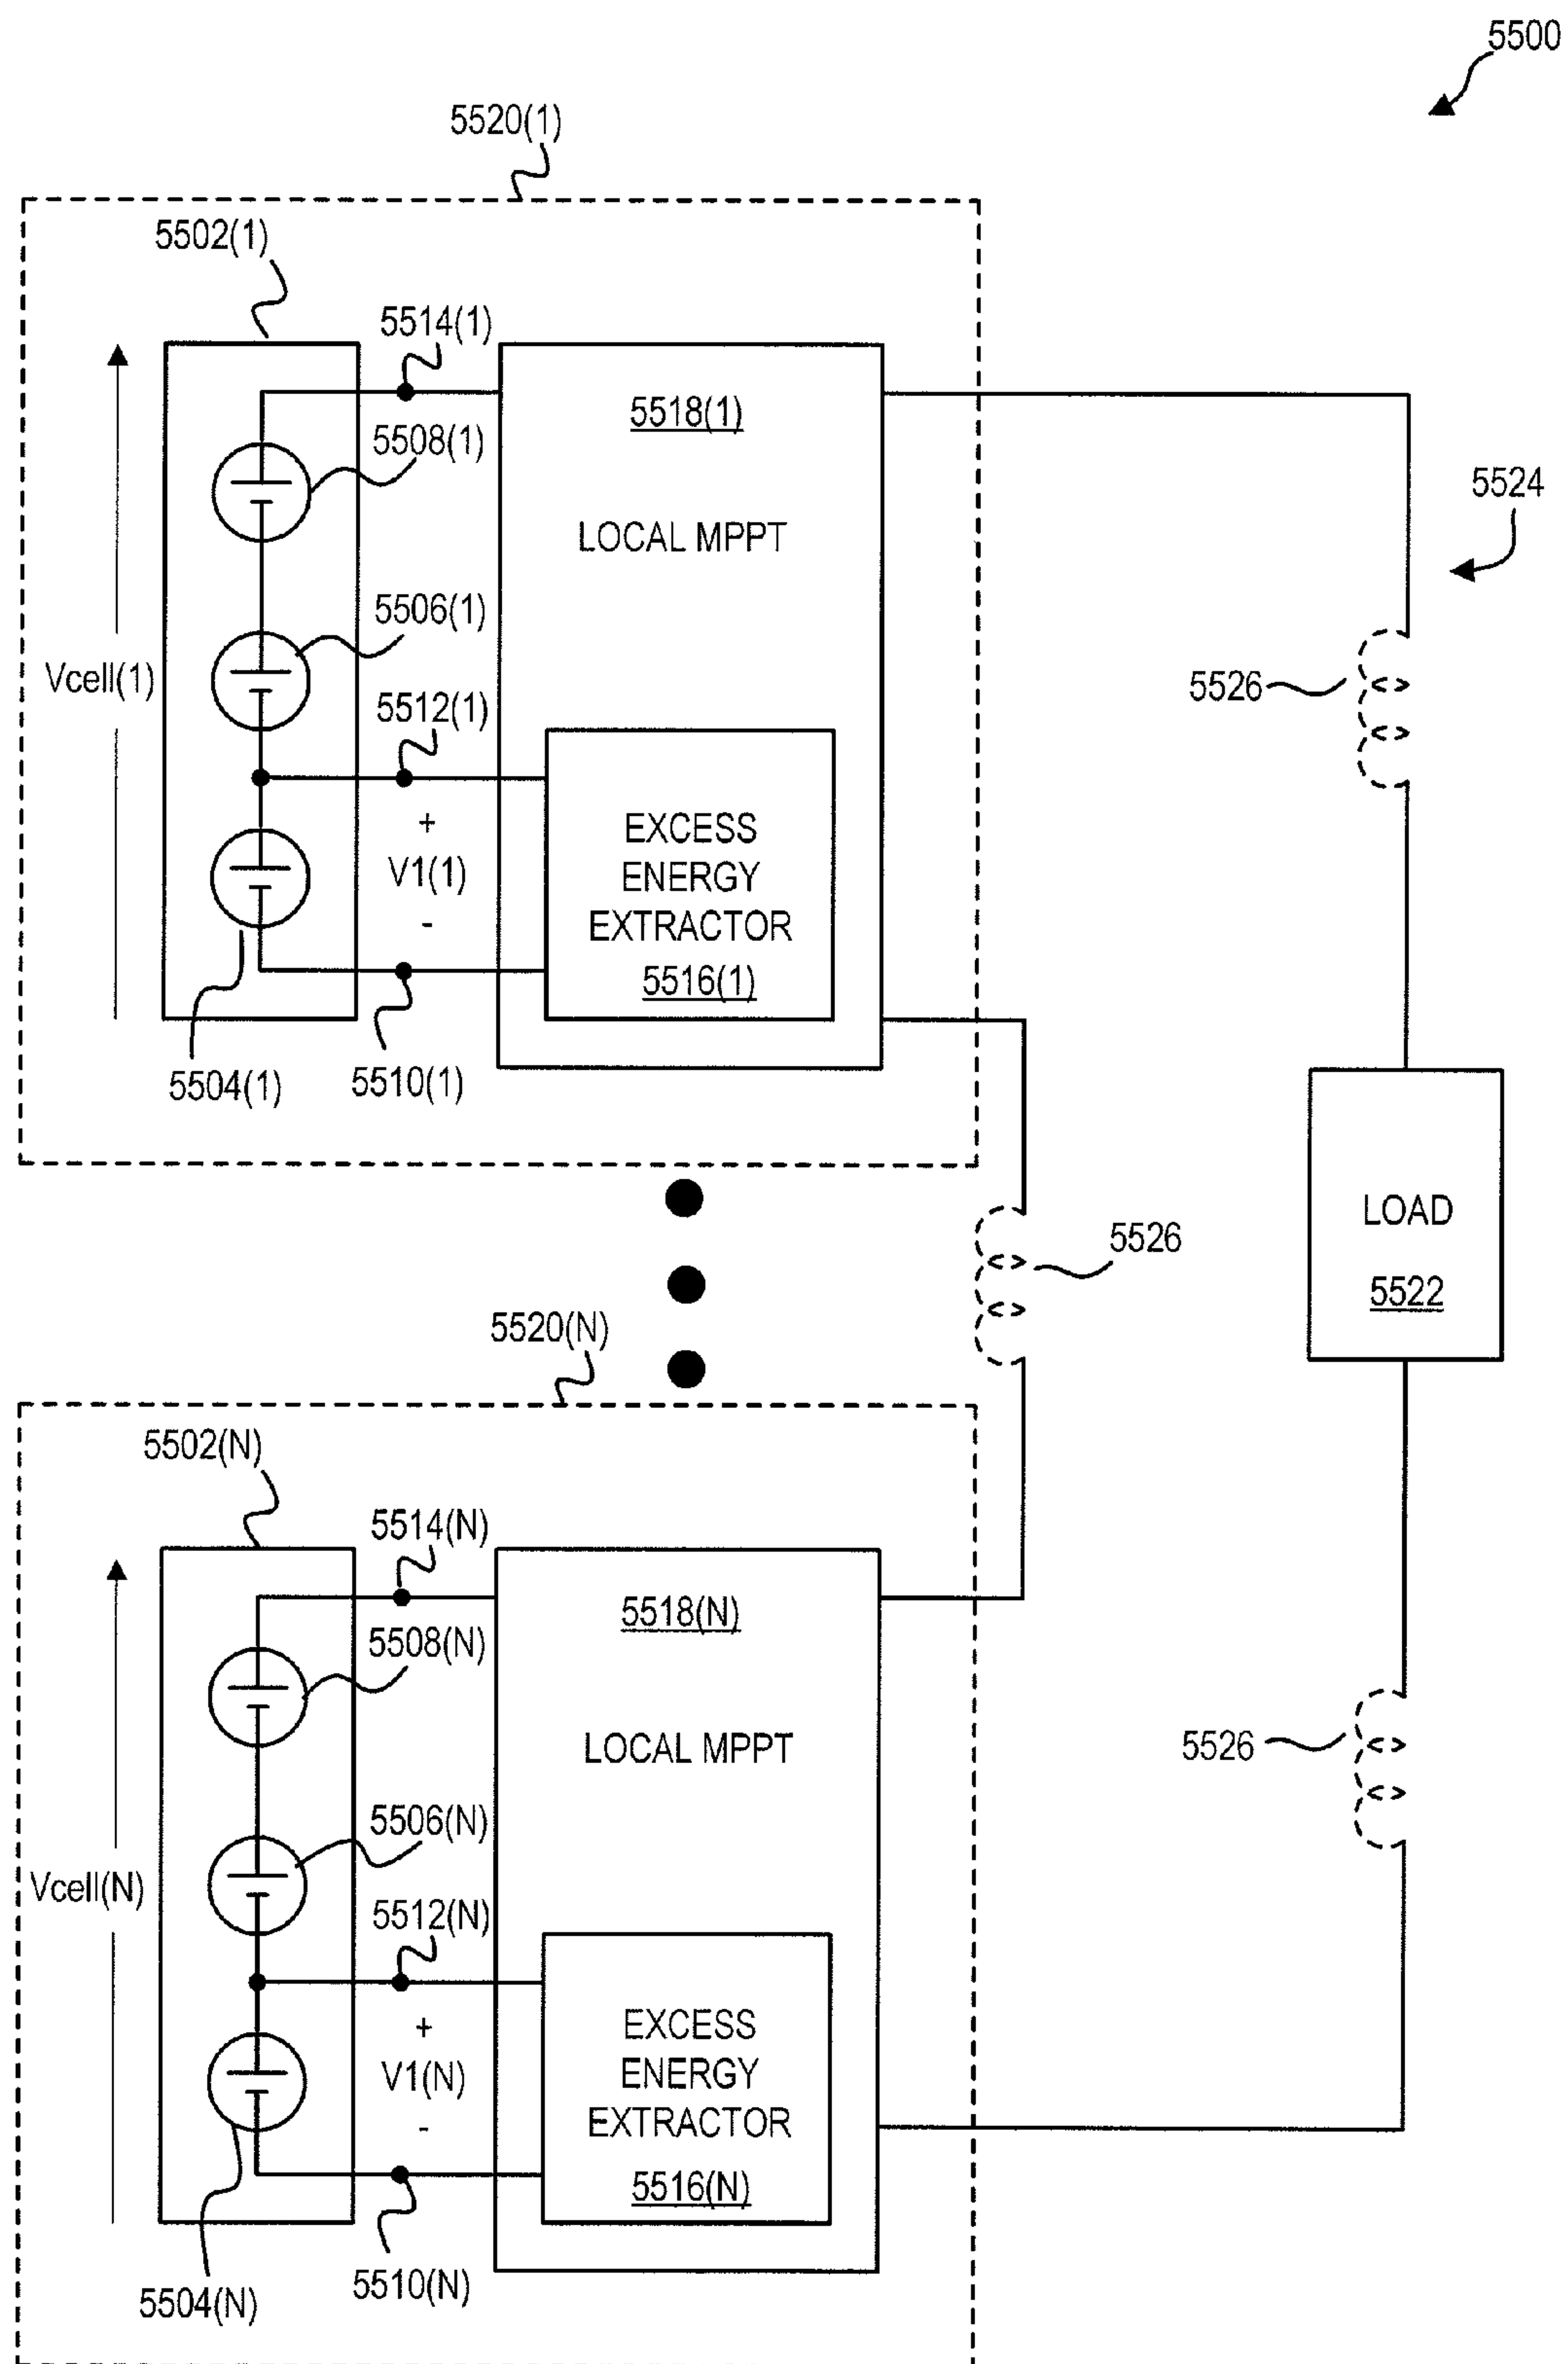 5500
5520(1)
5502(1)
5514(1)
5518(1)
5508(1)
5524
LOCAL MPPT
5506(1)
Vcell(1)
5526
5512(1)
+
V1(1)
-
EXCESS
ENERGY
EXTRACTOR
5516(1)
5504(1)
5510(1)
LOAD
5522
5526
5520(N)
5502(N)
5514(N)
5518(N)
5508(N)
LOCAL MPPT
5526
5506(N)
Vcell(N)
5512(N)
+
V1(N)
-
EXCESS
ENERGY
EXTRACTOR
5516(N)
5504(N)
5510(N)